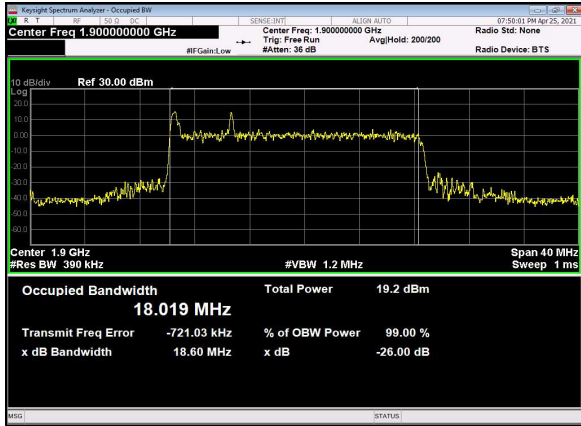 Keysight Spectrum Analyzer - Occupied BW
LXI R T RF 50 Ω DC SENSE:INT ALIGN AUTO 07:50:01 PM Apr 25, 2021
Center Freq 1.900000000 GHz Center Freq: 1.900000000 GHz Radio Std: None
Trig: Free Run Avg|Hold: 200/200
#IFGain:Low #Atten: 36 dB Radio Device: BTS
10 dB/div Ref 30.00 dBm
Log
20.0
10.0
0.00
-10.0
-20.0
-30.0
-40.0
-50.0
-60.0
Center 1.9 GHz Span 40 MHz
#Res BW 390 kHz #VBW 1.2 MHz Sweep 1 ms
Occupied Bandwidth Total Power 19.2 dBm
18.019 MHz
Transmit Freq Error -721.03 kHz % of OBW Power 99.00 %
x dB Bandwidth 18.60 MHz x dB -26.00 dB
MSG STATUS